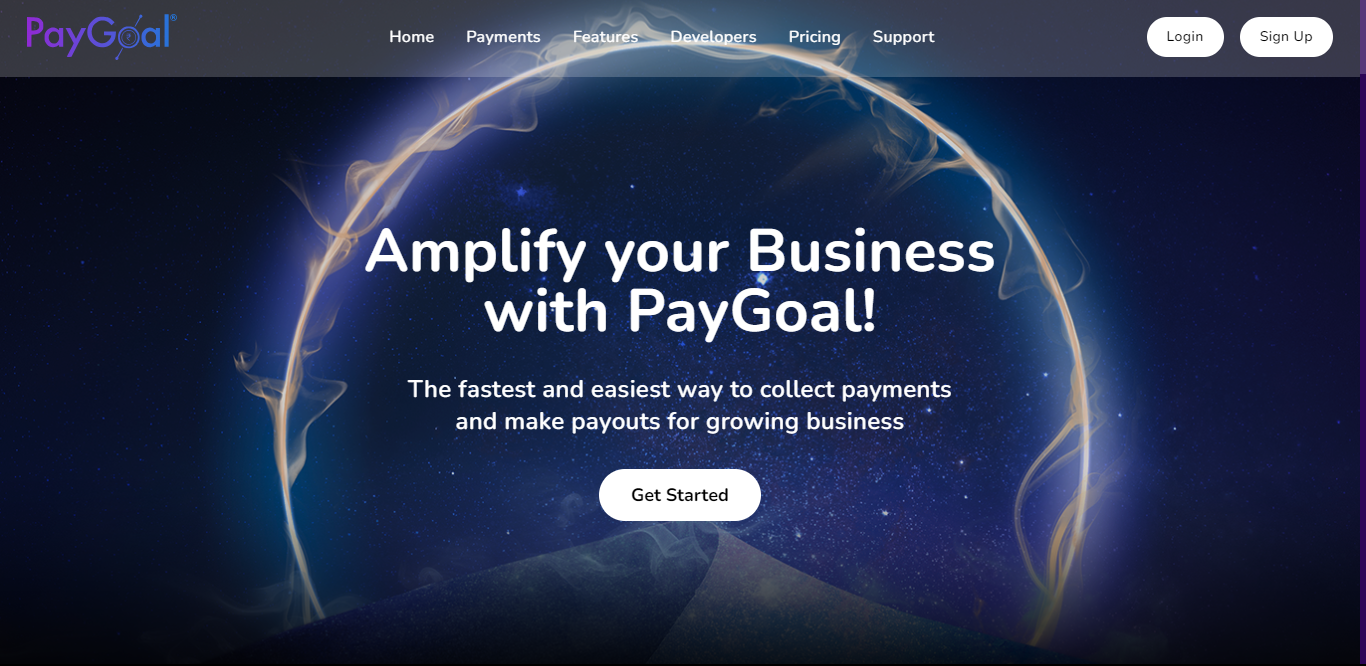 PayGoal®
Home Payments Features Developers Pricing Support
Login Sign Up
Amplify your Business
with PayGoal!
The fastest and easiest way to collect payments
and make payouts for growing business
Get Started